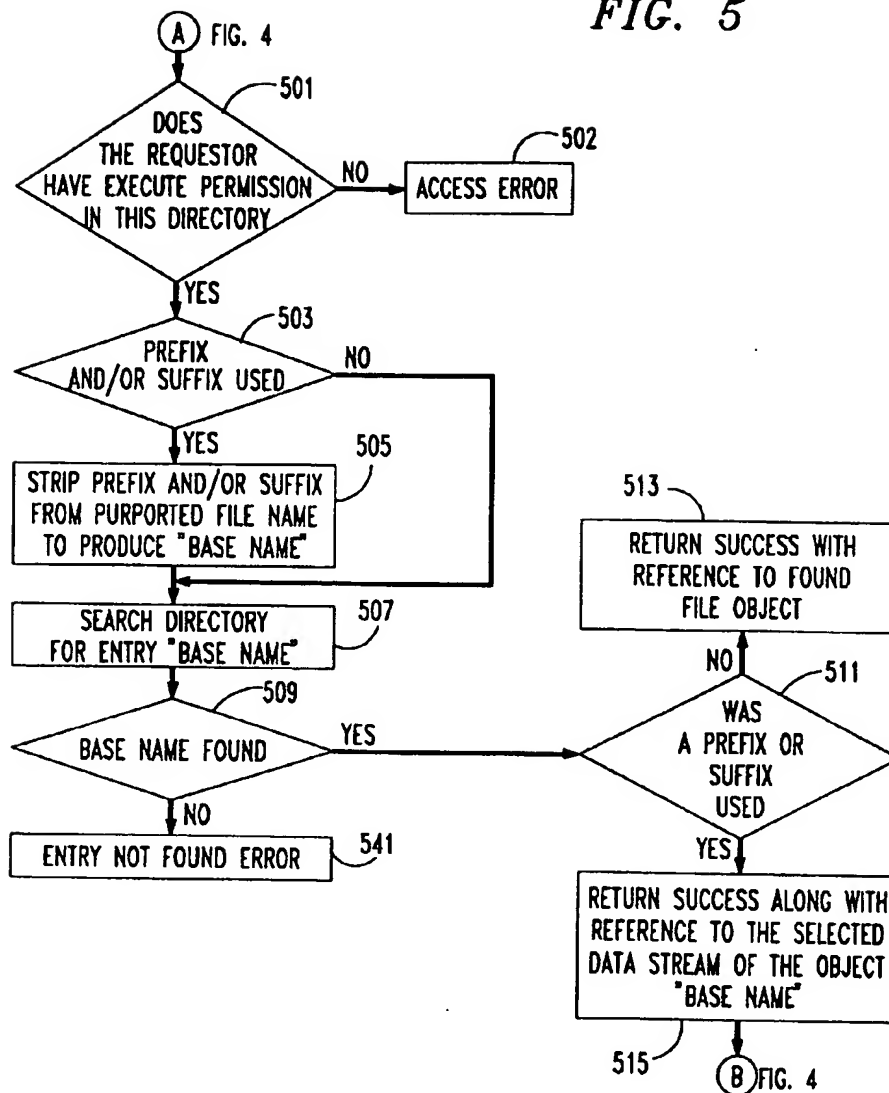 FIG. 5
A FIG. 4
501
DOES
THE REQUESTOR
HAVE EXECUTE PERMISSION
IN THIS DIRECTORY
NO
502
ACCESS ERROR
YES
503
PREFIX
AND/OR SUFFIX USED
NO
YES
505
STRIP PREFIX AND/OR SUFFIX
FROM PURPORTED FILE NAME
TO PRODUCE "BASE NAME"
507
SEARCH DIRECTORY
FOR ENTRY "BASE NAME"
509
BASE NAME FOUND
YES
NO
ENTRY NOT FOUND ERROR
541
513
RETURN SUCCESS WITH
REFERENCE TO FOUND
FILE OBJECT
NO
511
WAS
A PREFIX OR
SUFFIX
USED
YES
RETURN SUCCESS ALONG WITH
REFERENCE TO THE SELECTED
DATA STREAM OF THE OBJECT
"BASE NAME"
515
B FIG. 4